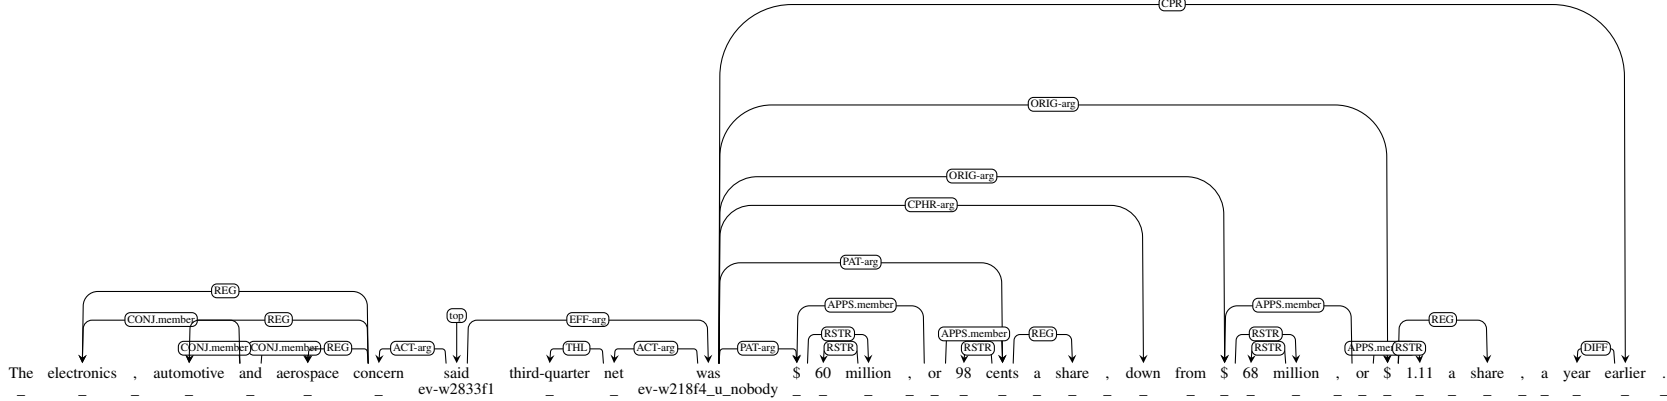 CPR
ORIG-arg
ORIG-arg
CPHR-arg
PAT-arg
REG
APPS.member APPS.member
top
CONJ.member REG EFF-arg REG
RSTR APPS.member REG RSTR
CONJ.member CONJ.member REG ACT-arg THL ACT-arg PAT-arg RSTR RSTR RSTR RSTR DIFF
The electronics , automotive and aerospace concern said third-quarter net was $ 60 million , or 98 cents a share , down from $ 68 million , or $ 1.11 a share , a year earlier .
_ _ _ _ _ _ _ ev-w2833f1 _ _ ev-w218f4_u_nobody _ _ _ _ _ _ _ _ _ _ _ _ _ _ _ _ _ _ _ _ _ _ _ _ _